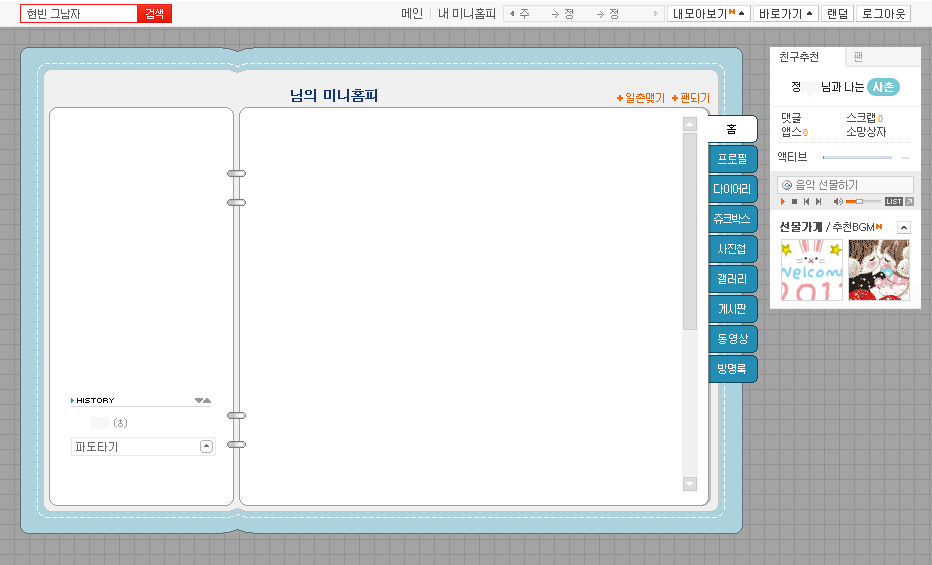 현빈 그남자 검색 메인 내 미니홈피 주 정 정 내모아보기N 바로가기 랜덤 로그아웃
님의 미니홈피
+일촌맺기 +팬되기
홈
프로필
다이어리
쥬크박스
사진첩
갤러리
게시판
동영상
방명록
HISTORY
(종)
파도타기
친구추천 팬
정 님과 나는 사촌
댓글 스크랩 0
앱스 0 소망상자
액티브
음악 선물하기
LIST
선물가게 / 추천BGM N
Welcom
2011